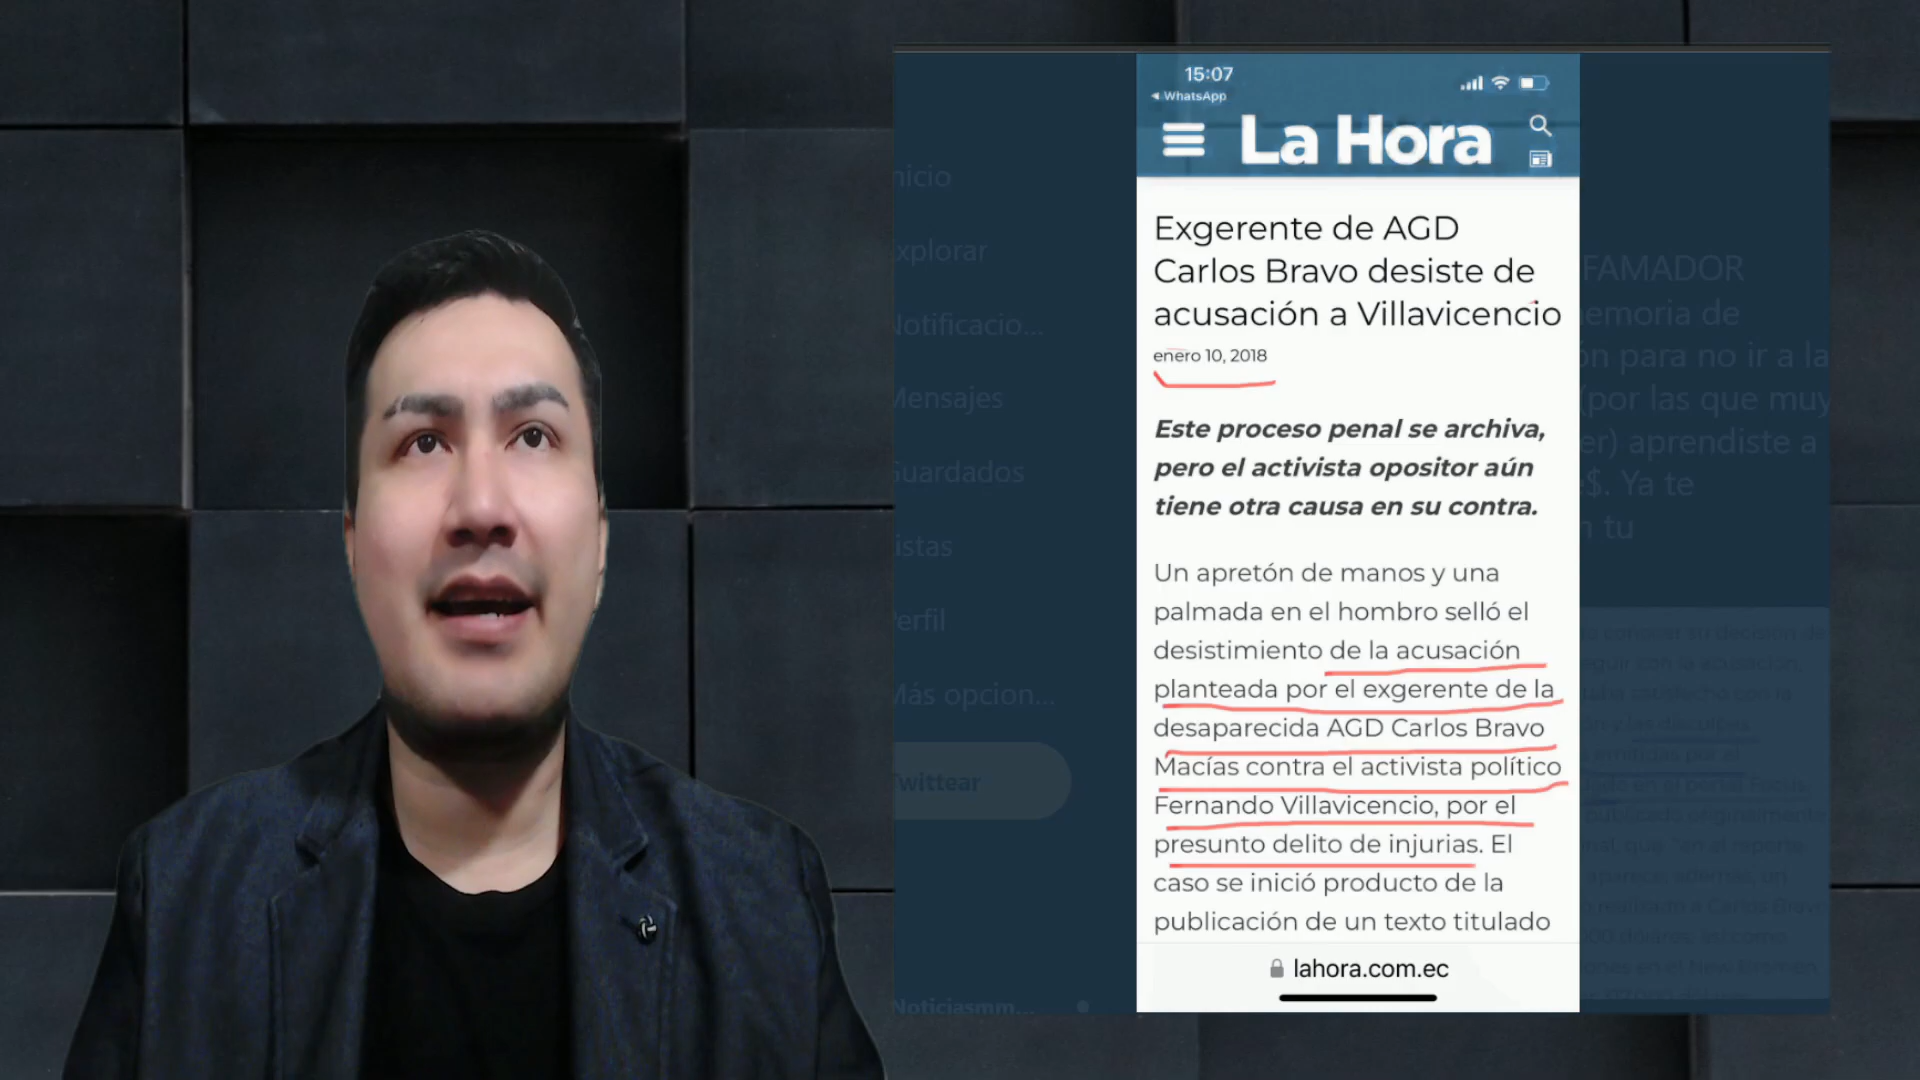 15:07
WhatsApp
La Hora
Exgerente de AGD
Carlos Bravo desiste de
acusación a Villavicencio
enero 10, 2018
Este proceso penal se archiva,
pero el activista opositor aún
tiene otra causa en su contra.
Un apretón de manos y una
palmada en el hombro selló el
desistimiento de la acusación
planteada por el exgerente de la
desaparecida AGD Carlos Bravo
Macías contra el activista político
Fernando Villavicencio, por el
presunto delito de injurias. El
caso se inició producto de la
publicación de un texto titulado
lahora.com.ec
nicio
xplorar
Notificacio...
Mensajes
Guardados
istas
Perfil
Más opcion...
Twittear
Noticiasmm...
FAMADOR
emoria de
ón para no ir a la
(por las que muy
er) aprendiste a
$. Ya te
n tu